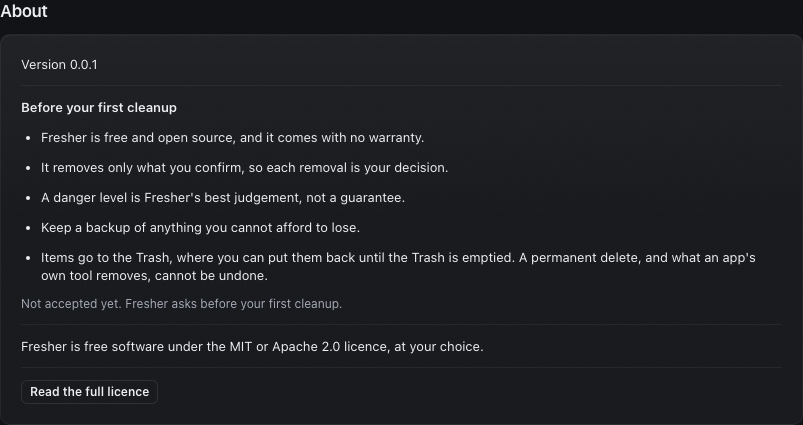 About
Version 0.0.1
Before your first cleanup
• Fresher is free and open source, and it comes with no warranty.
• It removes only what you confirm, so each removal is your decision.
• A danger level is Fresher's best judgement, not a guarantee.
• Keep a backup of anything you cannot afford to lose.
• Items go to the Trash, where you can put them back until the Trash is emptied. A permanent delete, and what an app's
own tool removes, cannot be undone.
Not accepted yet. Fresher asks before your first cleanup.
Fresher is free software under the MIT or Apache 2.0 licence, at your choice.
Read the full licence